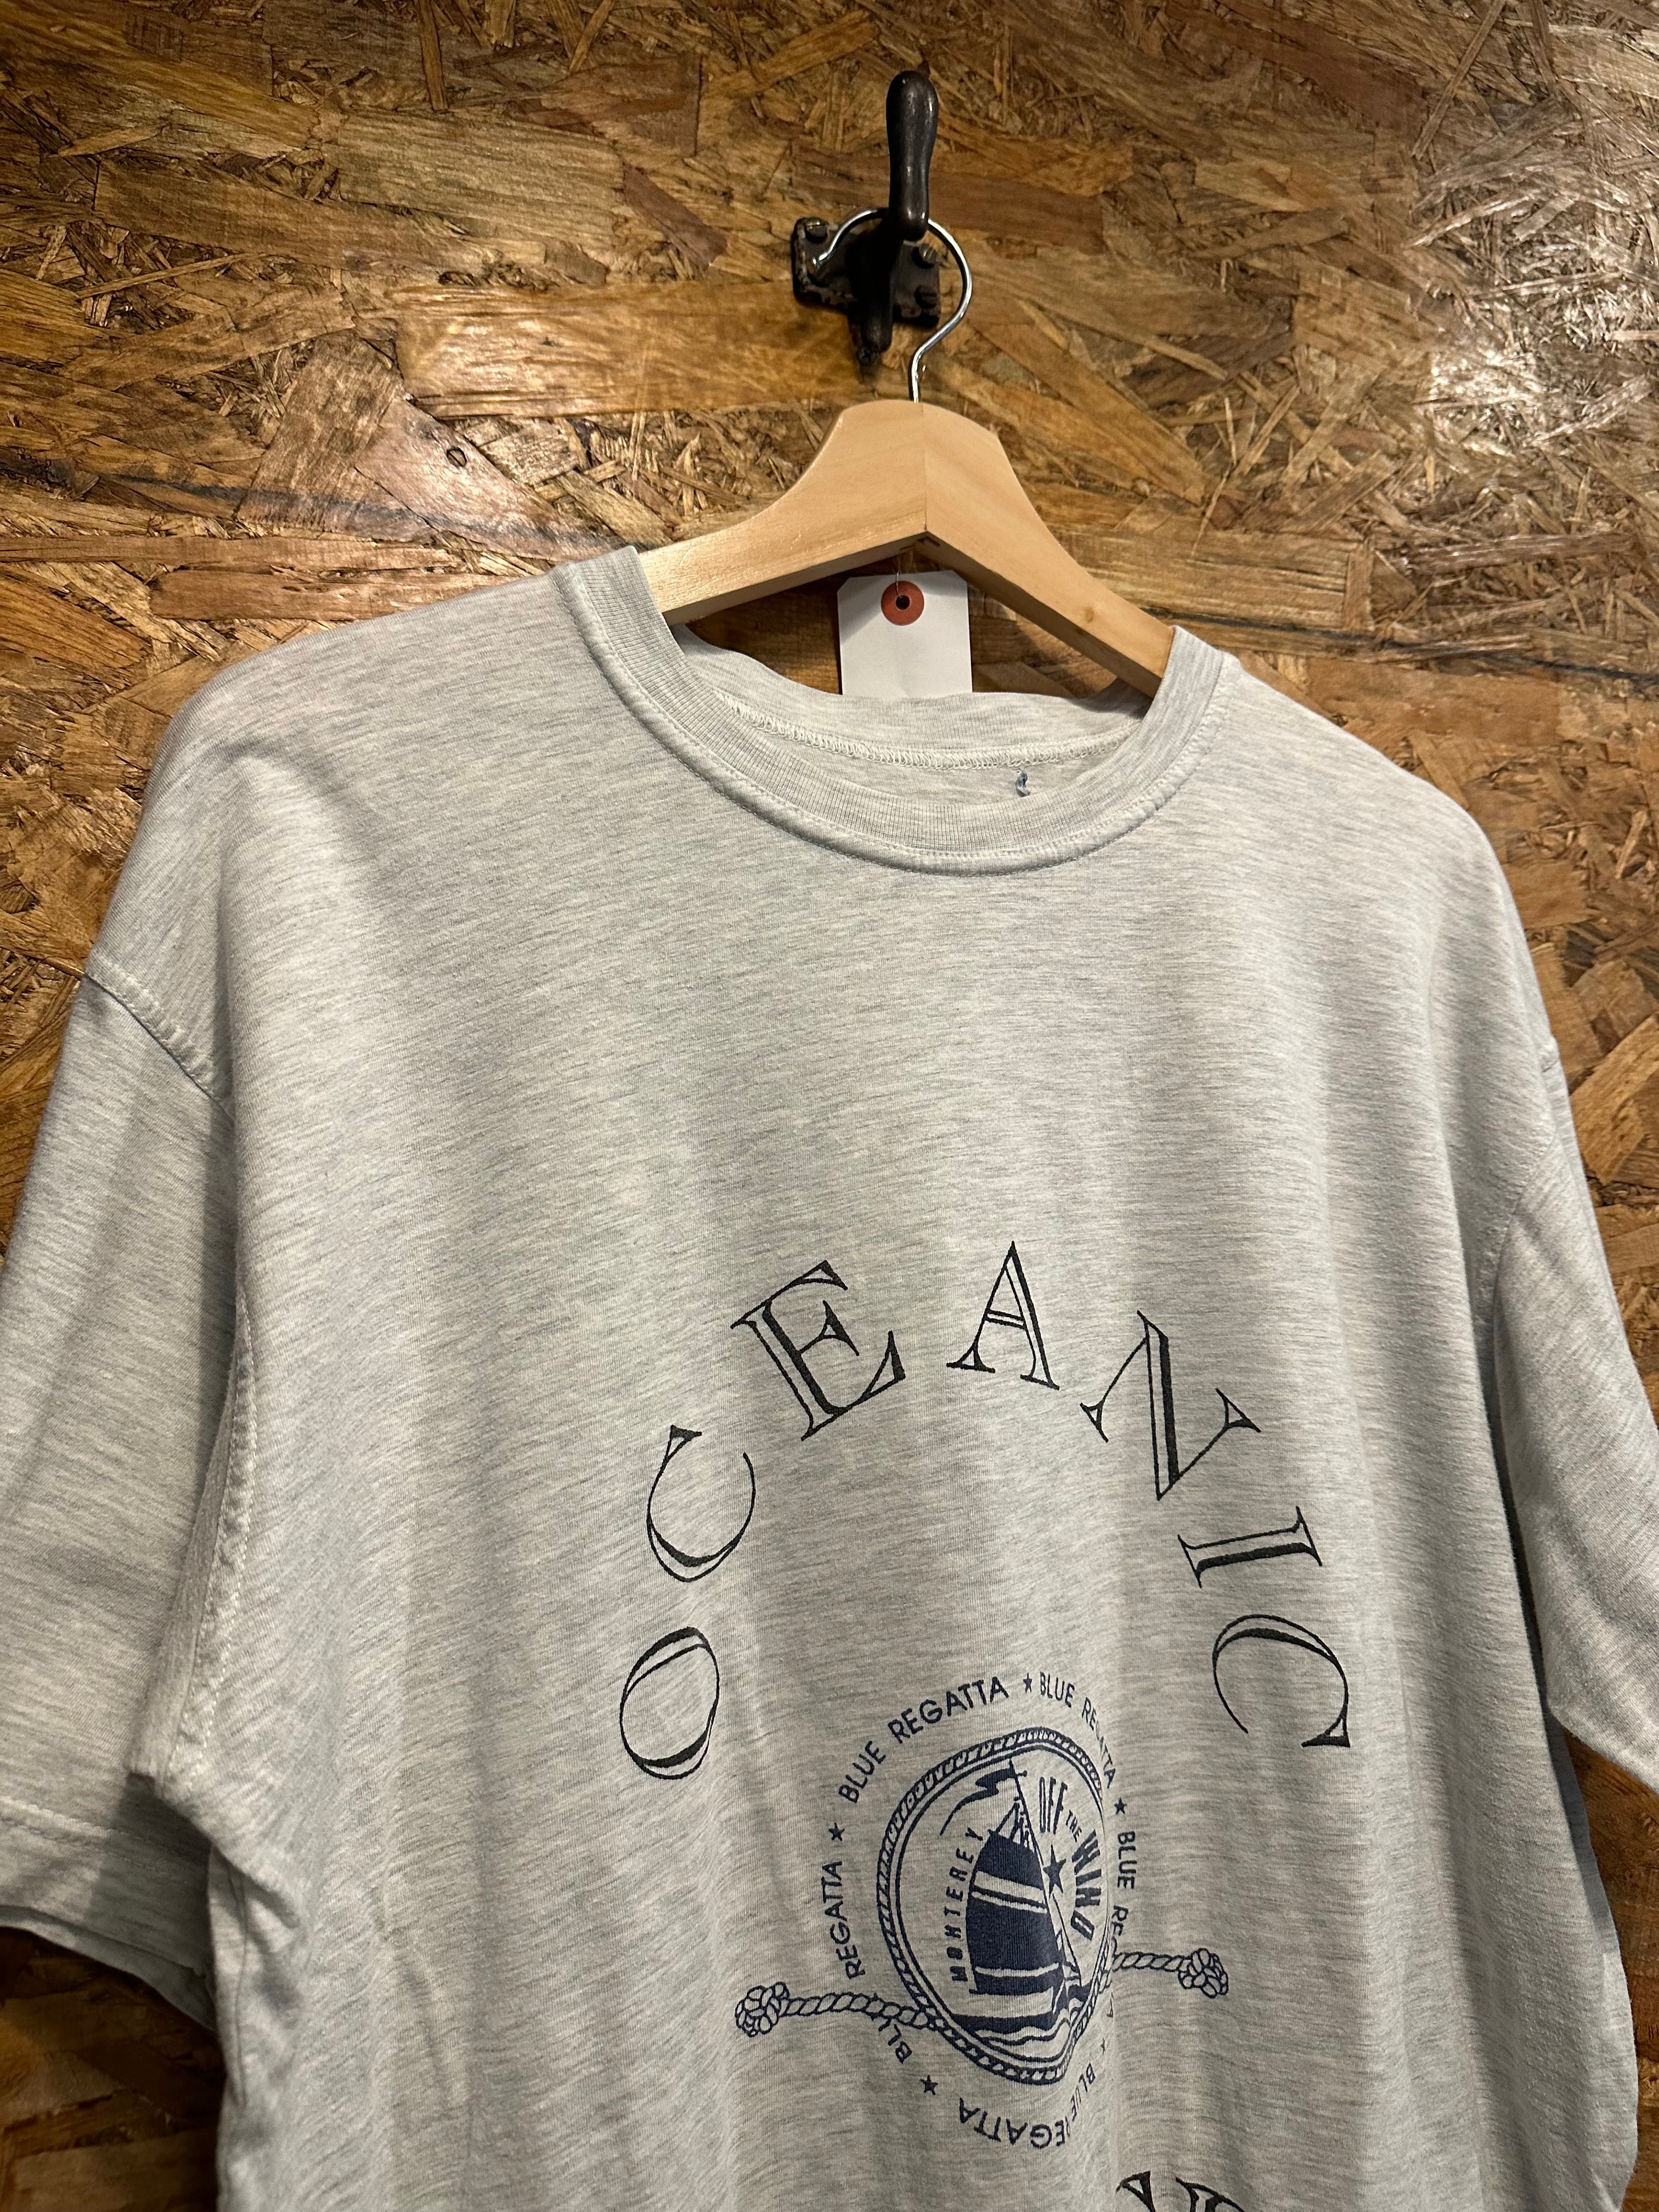 OCEANIC
BLUE REGATTA ★ BLUE REGATTA ★ BLUE REGATTA ★ BLUE REGATTA ★ BLUE REGATTA ★
MONTEREY
OFF THE WIND